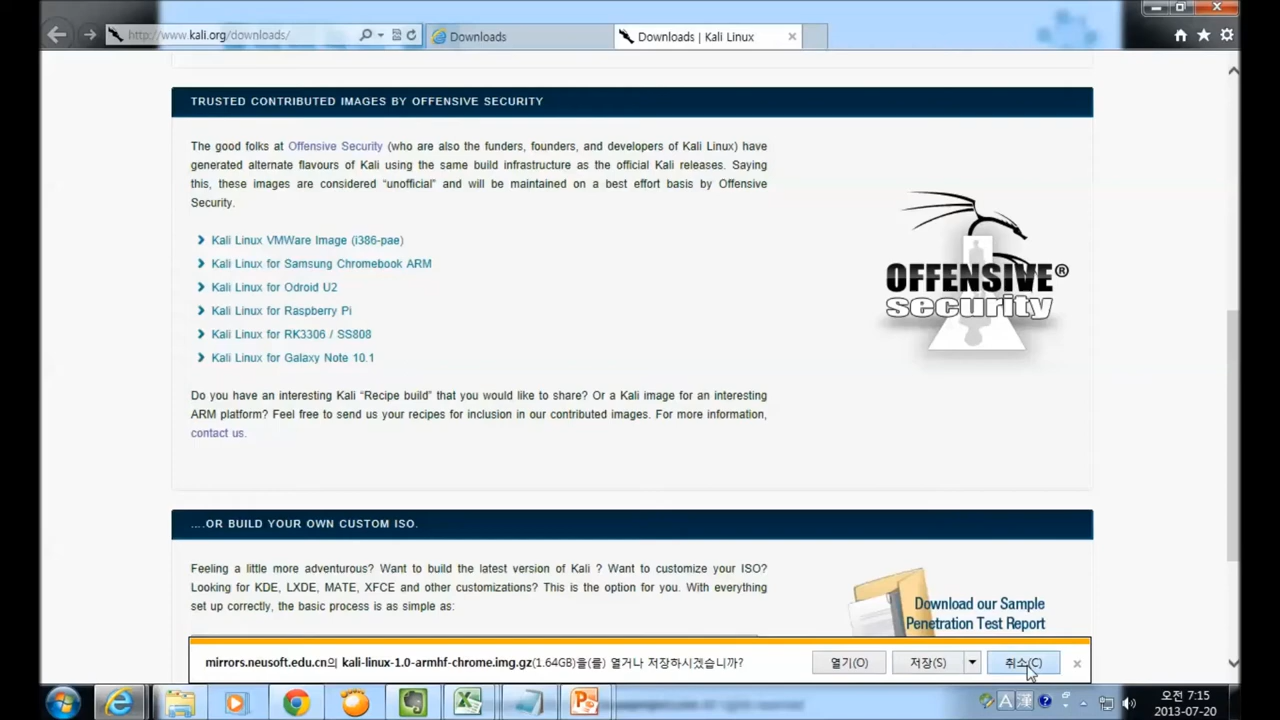 http://www.kali.org/downloads/
Downloads
Downloads | Kali Linux
TRUSTED CONTRIBUTED IMAGES BY OFFENSIVE SECURITY
The good folks at Offensive Security (who are also the funders, founders, and developers of Kali Linux) have
generated alternate flavours of Kali using the same build infrastructure as the official Kali releases. Saying
this, these images are considered “unofficial” and will be maintained on a best effort basis by Offensive
Security.
Kali Linux VMWare Image (i386-pae)
Kali Linux for Samsung Chromebook ARM
Kali Linux for Odroid U2
Kali Linux for Raspberry Pi
Kali Linux for RK3306 / SS808
Kali Linux for Galaxy Note 10.1
OFFENSIVE®
security
Do you have an interesting Kali “Recipe build” that you would like to share? Or a Kali image for an interesting
ARM platform? Feel free to send us your recipes for inclusion in our contributed images. For more information,
contact us.
....OR BUILD YOUR OWN CUSTOM ISO.
Feeling a little more adventurous? Want to build the latest version of Kali ? Want to customize your ISO?
Looking for KDE, LXDE, MATE, XFCE and other customizations? This is the option for you. With everything
set up correctly, the basic process is as simple as:
Download our Sample
Penetration Test Report
mirrors.neusoft.edu.cn의 kali-linux-1.0-armhf-chrome.img.gz(1.64GB)을(를) 열거나 저장하시겠습니까?
열기(O)
저장(S)
취소(C)
A 漢
오전 7:15
2013-07-20